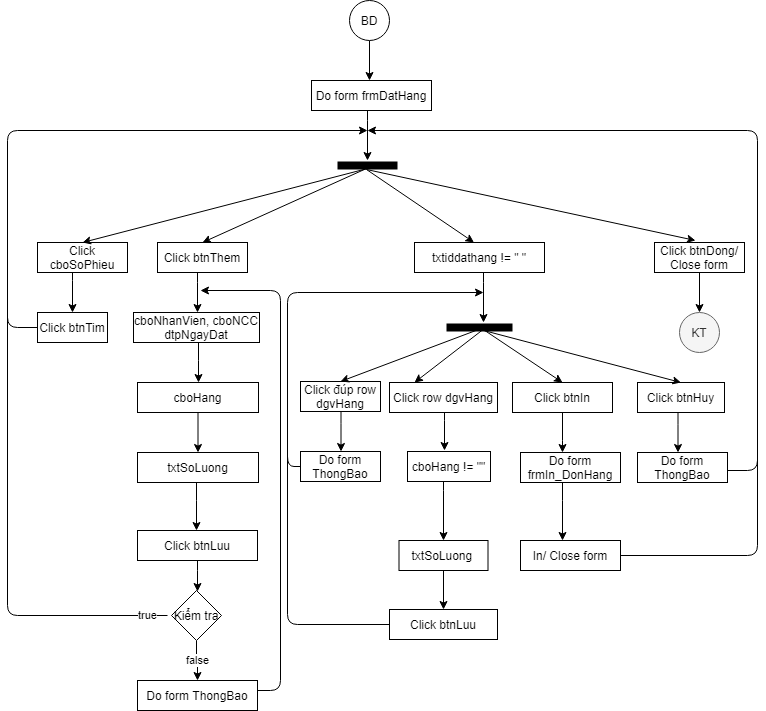 BD
Do form frmDatHang
Click
cboSoPhieu
Click btnThem
txtiddathang != " "
Click btnDong/
Close form
Click btnTim
cboNhanVien, cboNCC
dtpNgayDat
KT
cboHang
Click đúp row
dgvHang
Click row dgvHang
Click btnIn
Click btnHuy
txtSoLuong
Do form
ThongBao
cboHang != ""
Do form
frmIn_DonHang
Do form
ThongBao
Click btnLuu
txtSoLuong
In/ Close form
true
Kiểm tra
Click btnLuu
false
Do form ThongBao